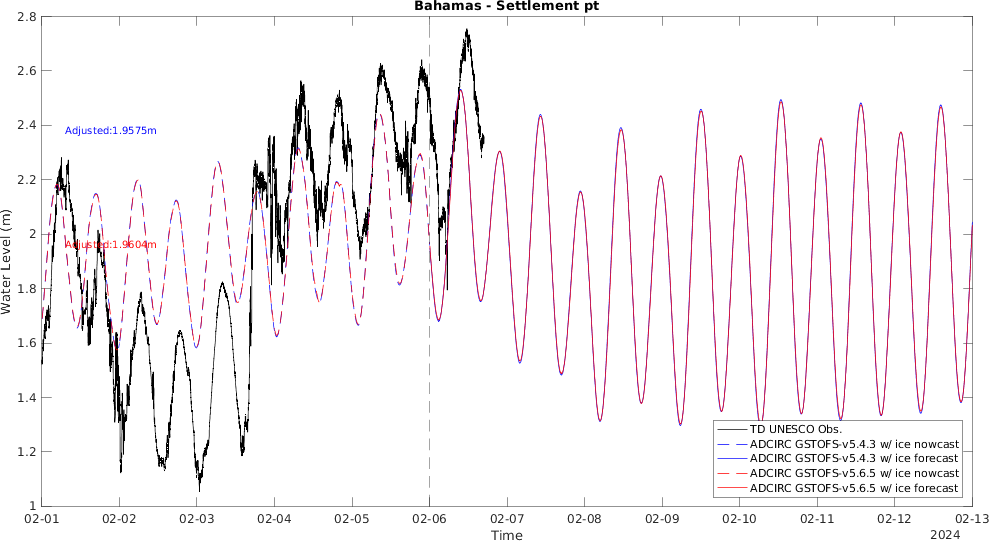 Bahamas - Settlement pt
2.8
2.6
2.4
2.2
2
1.8
1.6
1.4
1.2
1
Water Level (m)
Adjusted:1.9575m
Adjusted:1.9604m
TD UNESCO Obs.
ADCIRC GSTOFS-v5.4.3 w/ ice nowcast
ADCIRC GSTOFS-v5.4.3 w/ ice forecast
ADCIRC GSTOFS-v5.6.5 w/ ice nowcast
ADCIRC GSTOFS-v5.6.5 w/ ice forecast
02-01 02-02 02-03 02-04 02-05 02-06 02-07 02-08 02-09 02-10 02-11 02-12 02-13
Time
2024